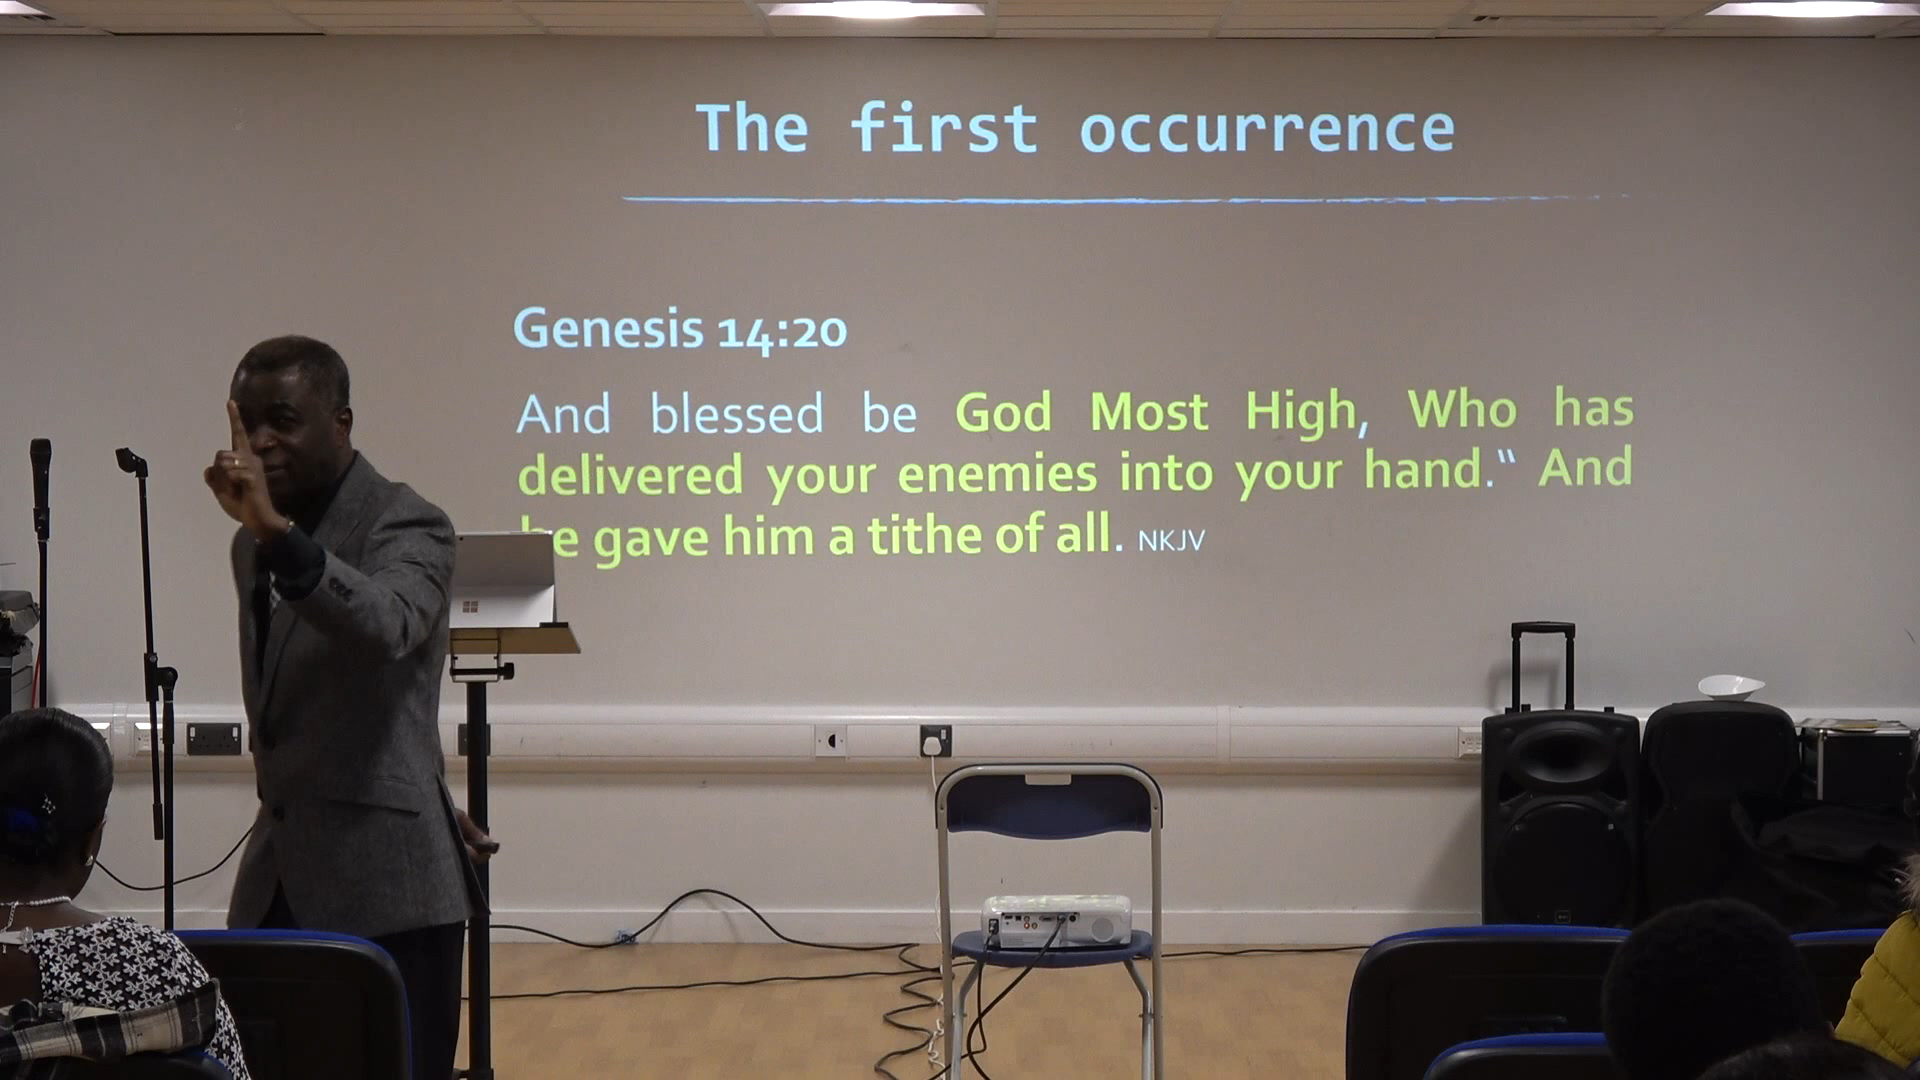 The first occurrence
Genesis 14:20
And blessed be God Most High, Who has
delivered your enemies into your hand." And
he gave him a tithe of all. NKJV